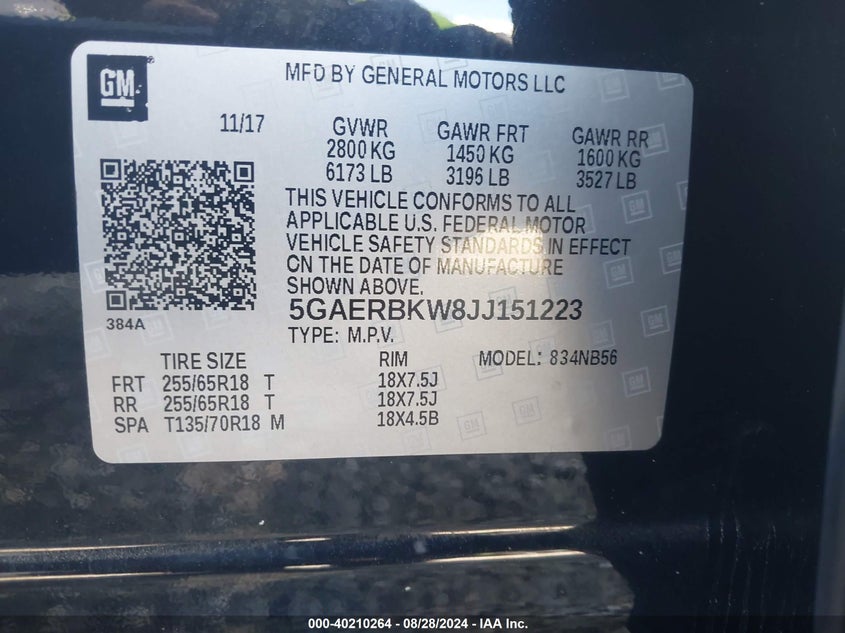 GM
MFD BY GENERAL MOTORS LLC
11/17
GVWR GAWR FRT GAWR RR
2800 KG 1450 KG 1600 KG
6173 LB 3196 LB 3527 LB
THIS VEHICLE CONFORMS TO ALL
APPLICABLE U.S. FEDERAL MOTOR
VEHICLE SAFETY STANDARDS IN EFFECT
ON THE DATE OF MANUFACTURE
SHOWN ABOVE.
384A
5GAERBKW8JJ151223
TYPE: M.P.V.
TIRE SIZE RIM MODEL: 834NB56
FRT 255/65R18 T 18X7.5J
RR 255/65R18 T 18X7.5J
SPA T135/70R18 M 18X4.5B
000-40210264 / 08/28/2024 - IAA Inc.